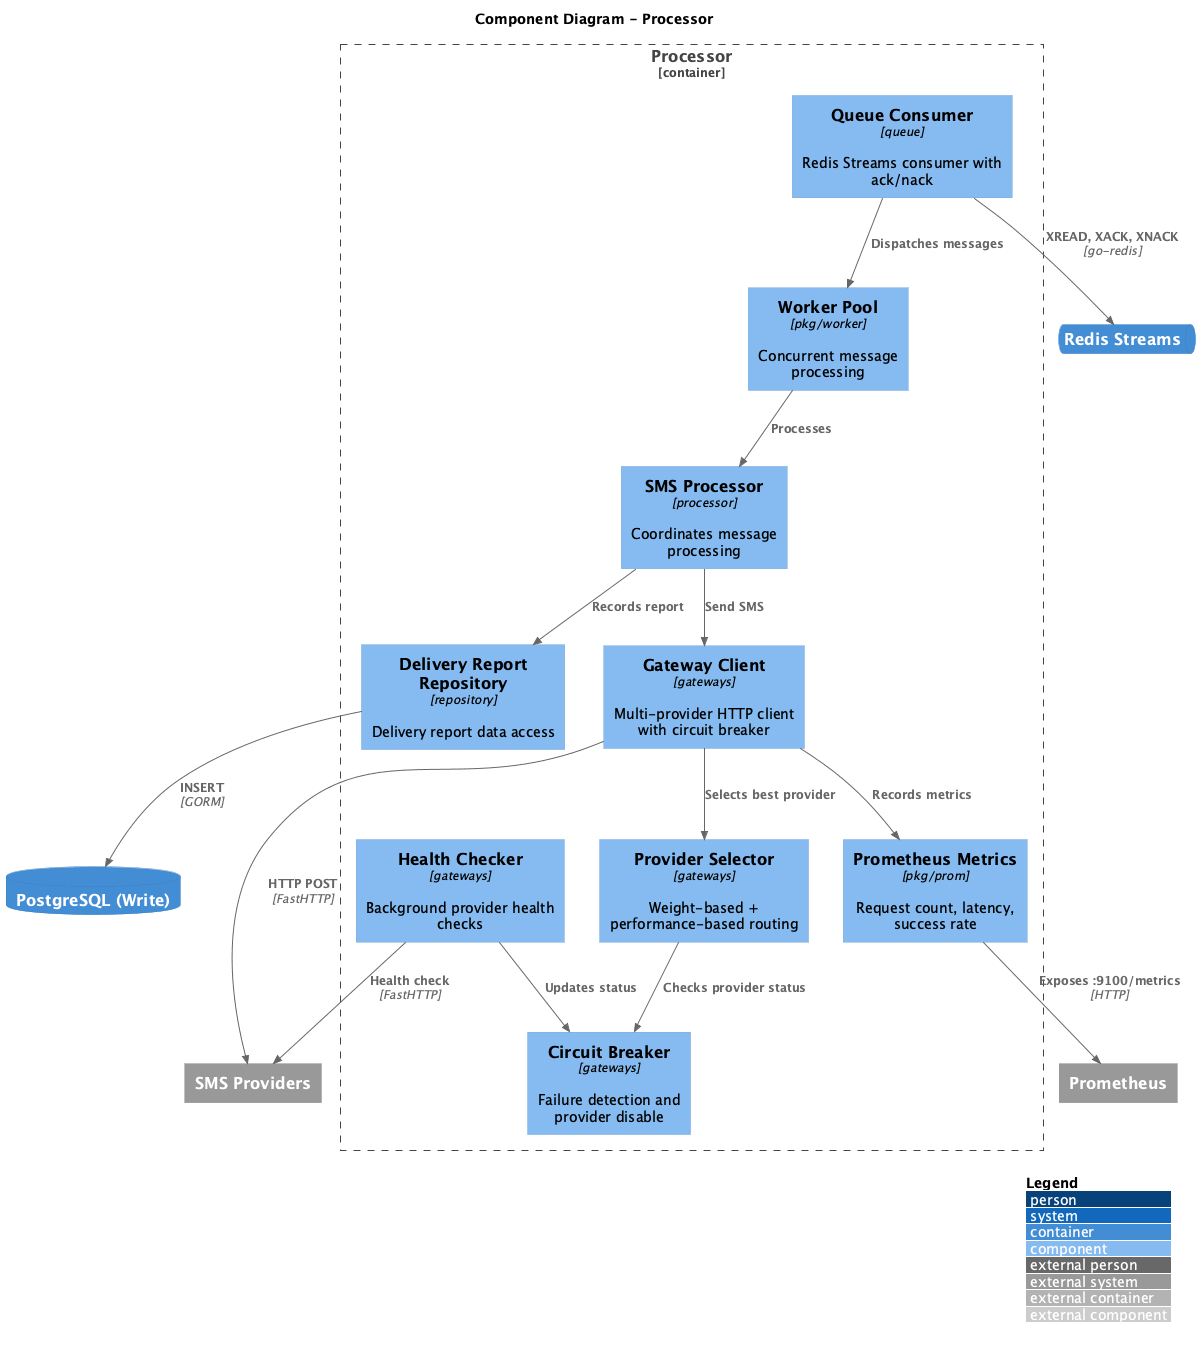 Component Diagram - Processor
Processor
[container]
Queue Consumer
[queue]
Redis Streams consumer with
ack/nack
Dispatches messages
XREAD, XACK, XNACK
[go-redis]
Worker Pool
[pkg/worker]
Concurrent message
processing
Redis Streams
Processes
SMS Processor
[processor]
Coordinates message
processing
Records report
Send SMS
Delivery Report
Repository
[repository]
Delivery report data access
Gateway Client
[gateways]
Multi-provider HTTP client
with circuit breaker
INSERT
[GORM]
Selects best provider
Records metrics
PostgreSQL (Write)
HTTP POST
[FastHTTP]
Health Checker
[gateways]
Background provider health
checks
Provider Selector
[gateways]
Weight-based +
performance-based routing
Prometheus Metrics
[pkg/prom]
Request count, latency,
success rate
Health check
[FastHTTP]
Updates status
Checks provider status
Exposes :9100/metrics
[HTTP]
SMS Providers
Circuit Breaker
[gateways]
Failure detection and
provider disable
Prometheus
Legend
person
system
container
component
external person
external system
external container
external component